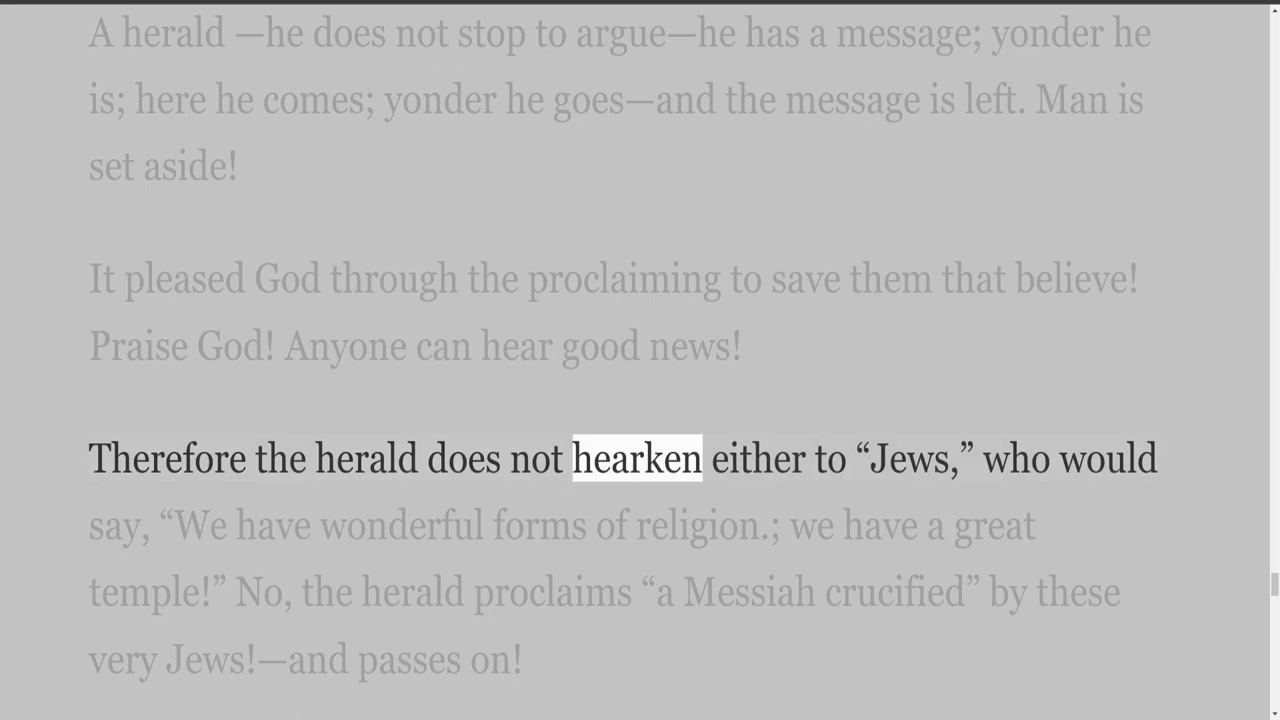 A herald —he does not stop to argue—he has a message; yonder he
is; here he comes; yonder he goes—and the message is left. Man is
set aside!
It pleased God through the proclaiming to save them that believe!
Praise God! Anyone can hear good news!
Therefore the herald does not hearken either to “Jews,” who would
say, “We have wonderful forms of religion.; we have a great
temple!” No, the herald proclaims “a Messiah crucified” by these
very Jews!—and passes on!